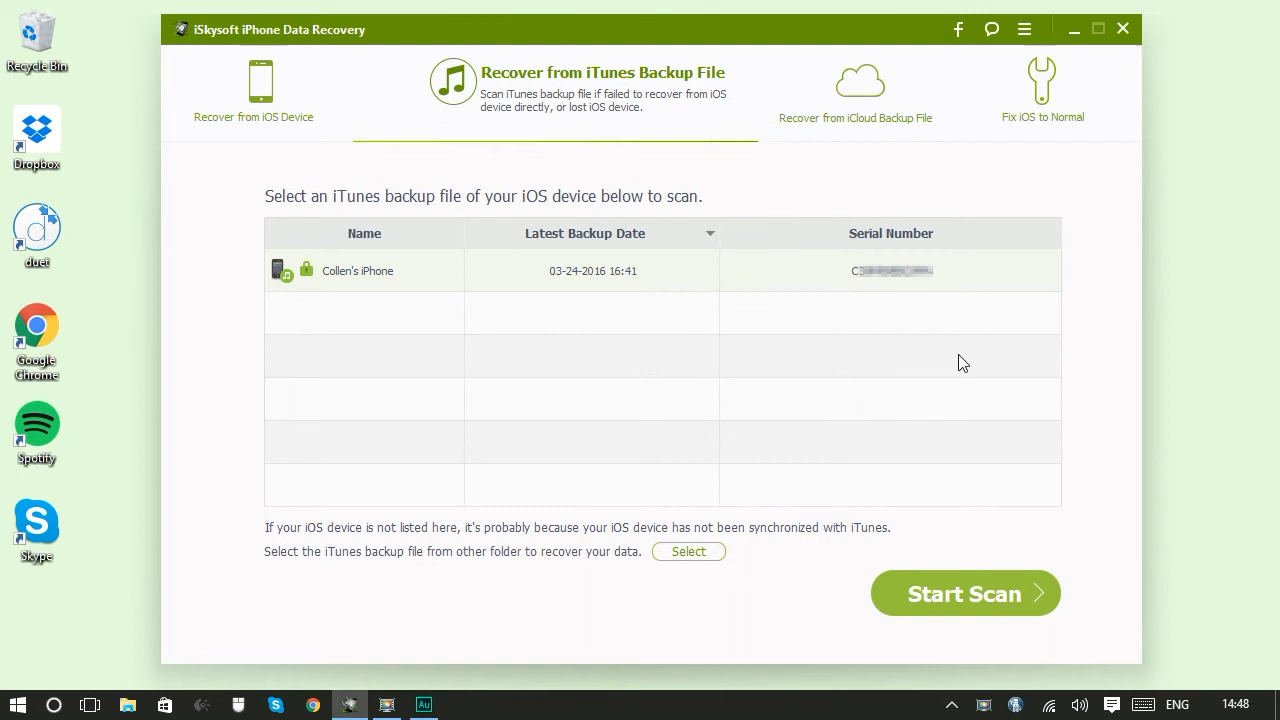 iSkysoft iPhone Data Recovery
Recycle Bin
Dropbox
duet
Google
Chrome
Spotify
Skype
Recover from iOS Device
Recover from iTunes Backup File
Scan iTunes backup file if failed to recover from iOS
device directly, or lost iOS device.
Recover from iCloud Backup File
Fix iOS to Normal
Select an iTunes backup file of your iOS device below to scan.
Name Latest Backup Date Serial Number
Collen's iPhone 03-24-2016 16:41
If your iOS device is not listed here, it's probably because your iOS device has not been synchronized with iTunes.
Select the iTunes backup file from other folder to recover your data. Select
Start Scan
Au
ENG 14:48